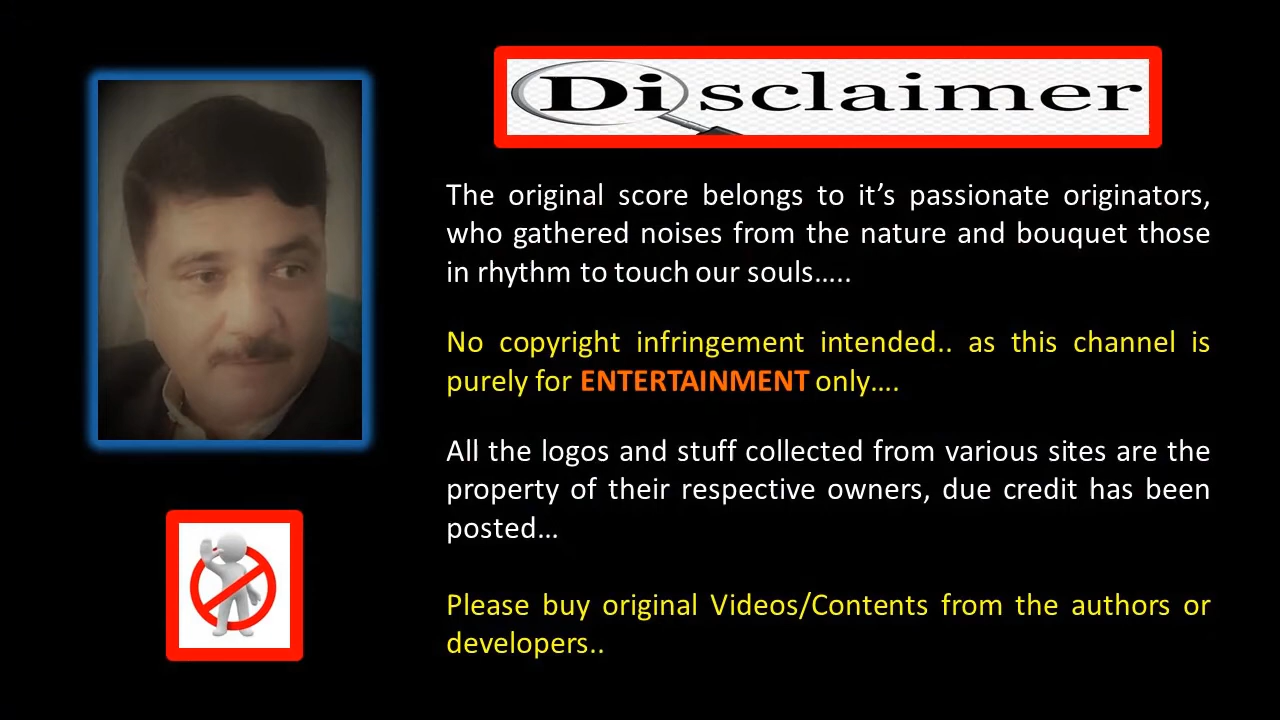 Disclaimer
The original score belongs to it’s passionate originators,
who gathered noises from the nature and bouquet those
in rhythm to touch our souls…..
No copyright infringement intended.. as this channel is
purely for ENTERTAINMENT only….
All the logos and stuff collected from various sites are the
property of their respective owners, due credit has been
posted…
Please buy original Videos/Contents from the authors or
developers..